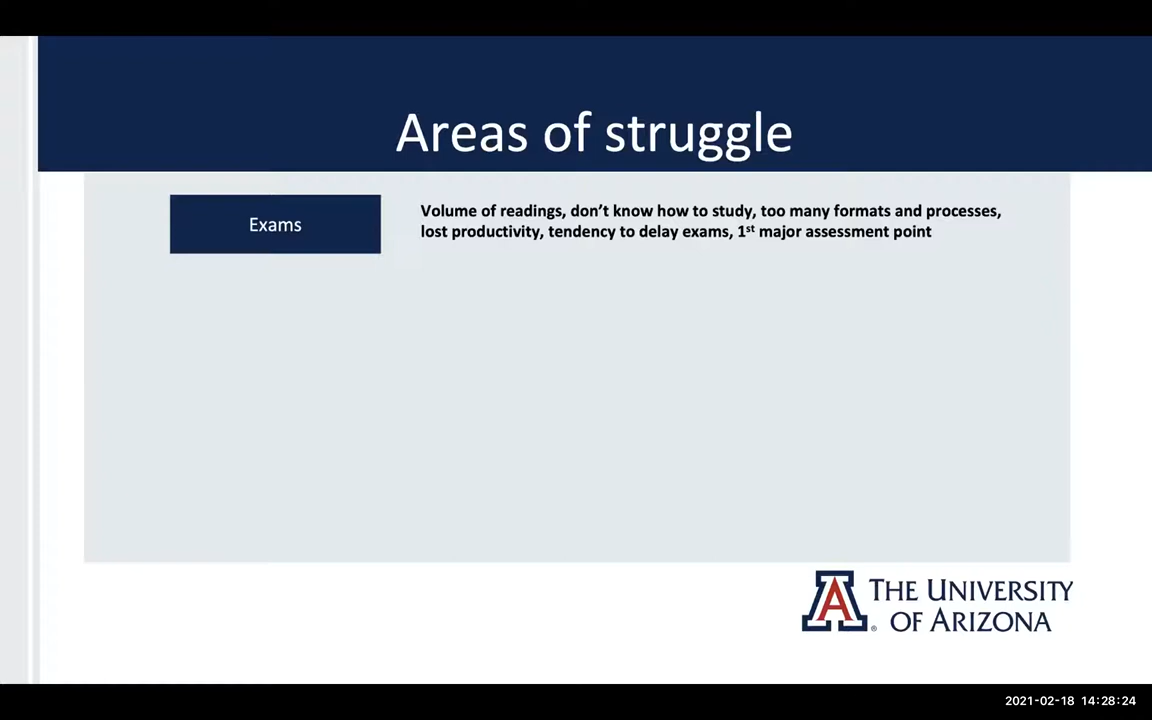 Areas of struggle
Exams
Volume of readings, don't know how to study, too many formats and processes,
lost productivity, tendency to delay exams, 1st major assessment point
A
THE UNIVERSITY
OF ARIZONA
®
2021-02-18 14:28:24